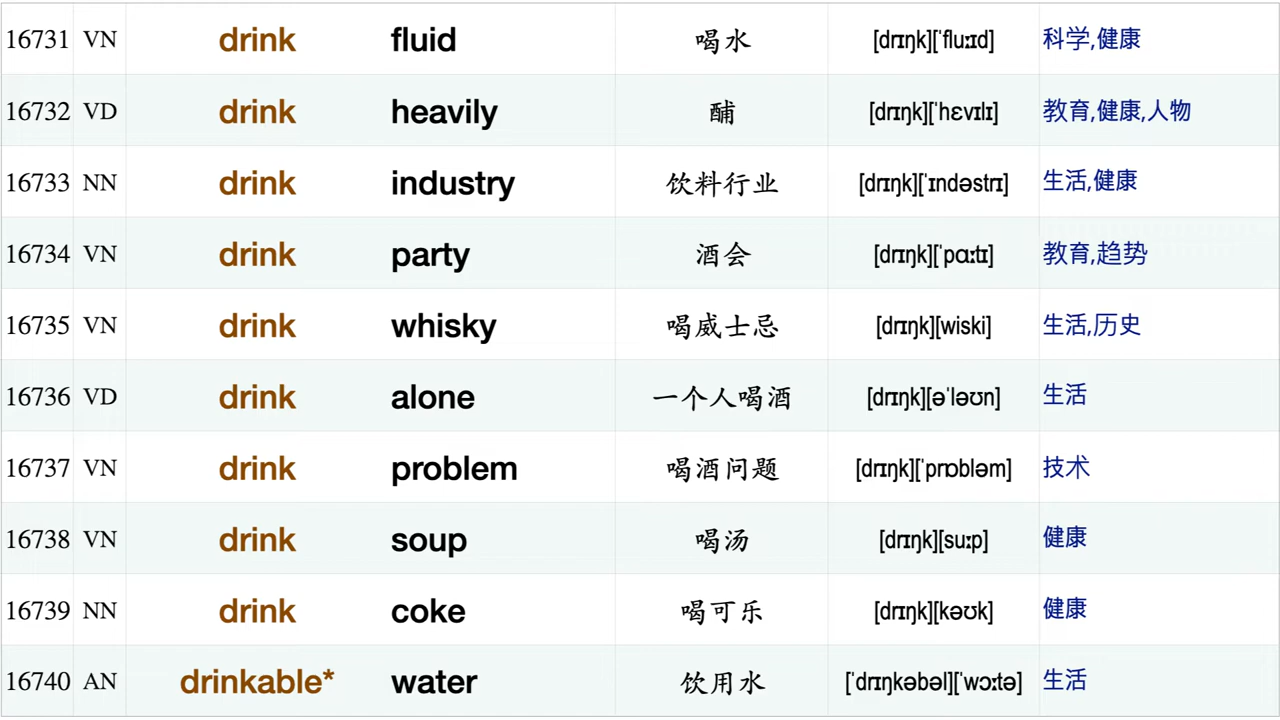 16731 VN drink fluid 喝水 [drɪŋk][ˈfluːɪd] 科学,健康
16732 VD drink heavily 酺 [drɪŋk][ˈhɛvɪlɪ] 教育,健康,人物
16733 NN drink industry 饮料行业 [drɪŋk][ˈɪndəstrɪ] 生活,健康
16734 VN drink party 酒会 [drɪŋk][ˈpɑːtɪ] 教育,趋势
16735 VN drink whisky 喝威士忌 [drɪŋk][wiski] 生活,历史
16736 VD drink alone 一个人喝酒 [drɪŋk][əˈləʊn] 生活
16737 VN drink problem 喝酒问题 [drɪŋk][ˈprɒbləm] 技术
16738 VN drink soup 喝汤 [drɪŋk][suːp] 健康
16739 NN drink coke 喝可乐 [drɪŋk][kəʊk] 健康
16740 AN drinkable* water 饮用水 [ˈdrɪŋkəbəl][ˈwɔːtə] 生活